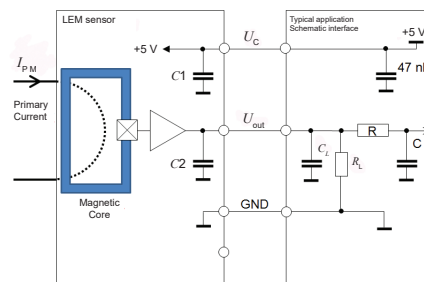 LEM sensor
Typical application
Schematic interface
+5 V
U_C
+5 V
I_PM
C1
47 n
Primary
Current
U_out
R
C
C2
C_L
R_L
Magnetic
Core
GND